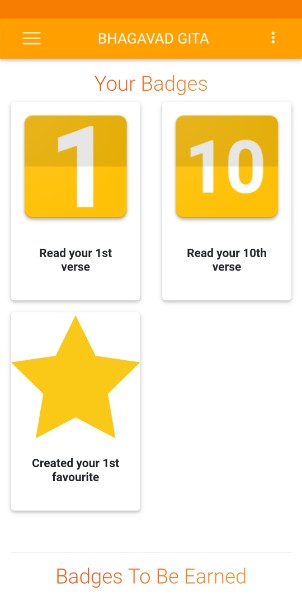 BHAGAVAD GITA
Your Badges
1
10
Read your 1st
verse
Read your 10th
verse
Created your 1st
favourite
Badges To Be Earned